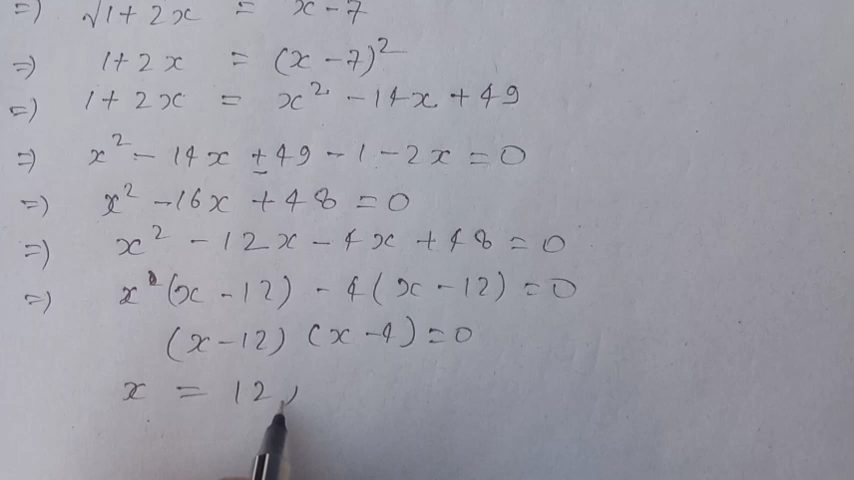 =) √1+2x = x-7
=) 1+2x = (x-7)²
=) 1+2x = x² -14x +49
=) x² - 14x + 49 - 1 - 2x = 0
=) x² -16x +48 = 0
=) x² - 12x - 4x + 48 = 0
=) x (x -12) - 4 (x -12) = 0
(x-12) (x-4) = 0
x = 12,